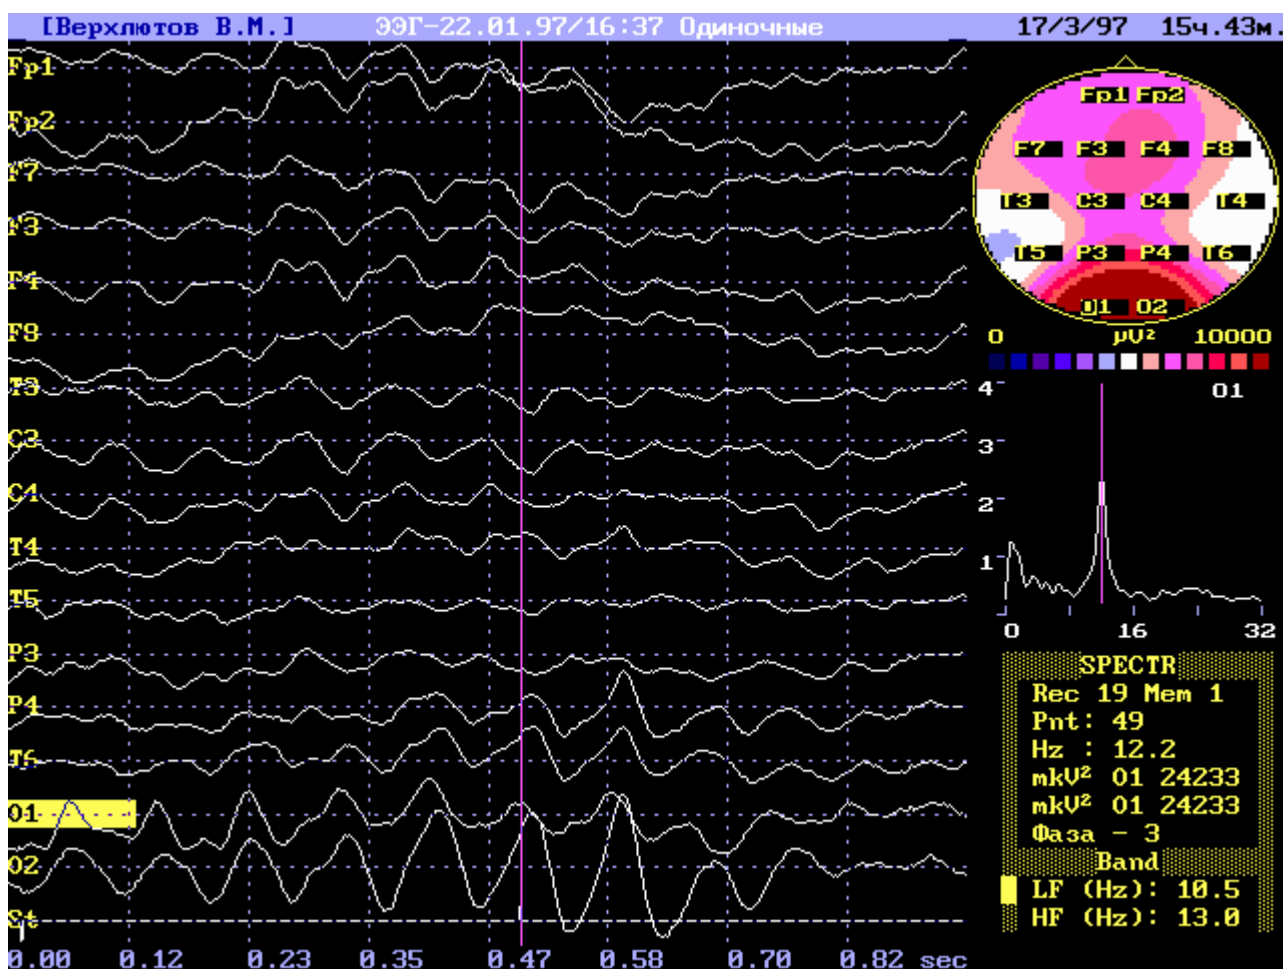 [Верхлютов В.М.] ЭЭГ-22.01.97/16:37 Одиночные 17/3/97 15ч.43м.
Fp1
Fp2
F7
F3
F4
F8
T3
C3
C4
T4
T5
P3
P4
T6
O1
O2
St
0.00 0.12 0.23 0.35 0.47 0.58 0.70 0.82 sec
Fp1 Fp2
F7 F3 F4 F8
T3 C3 C4 T4
T5 P3 P4 T6
O1 O2
0 µV² 10000
O1
4
3
2
1
0 16 32
SPECTR
Rec 19 Mem 1
Pnt: 49
Hz : 12.2
mkV² O1 24233
mkV² O1 24233
Фаза - 3
Band
LF (Hz): 10.5
HF (Hz): 13.0